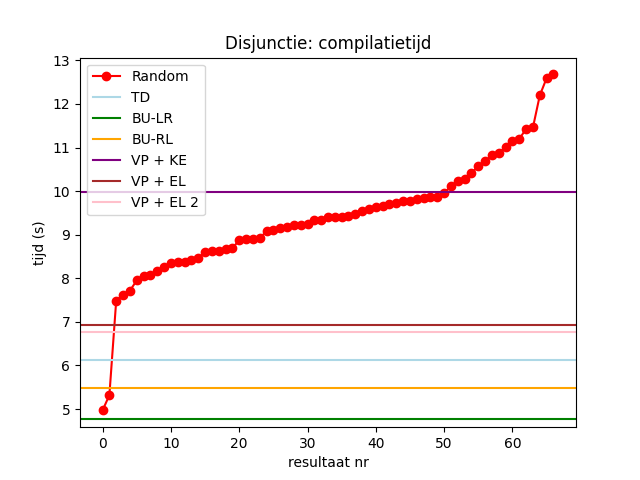 Disjunctie: compilatietijd
13
12
11
10
9
8
7
6
5
tijd (s)
Random
TD
BU-LR
BU-RL
VP + KE
VP + EL
VP + EL 2
0 10 20 30 40 50 60
resultaat nr